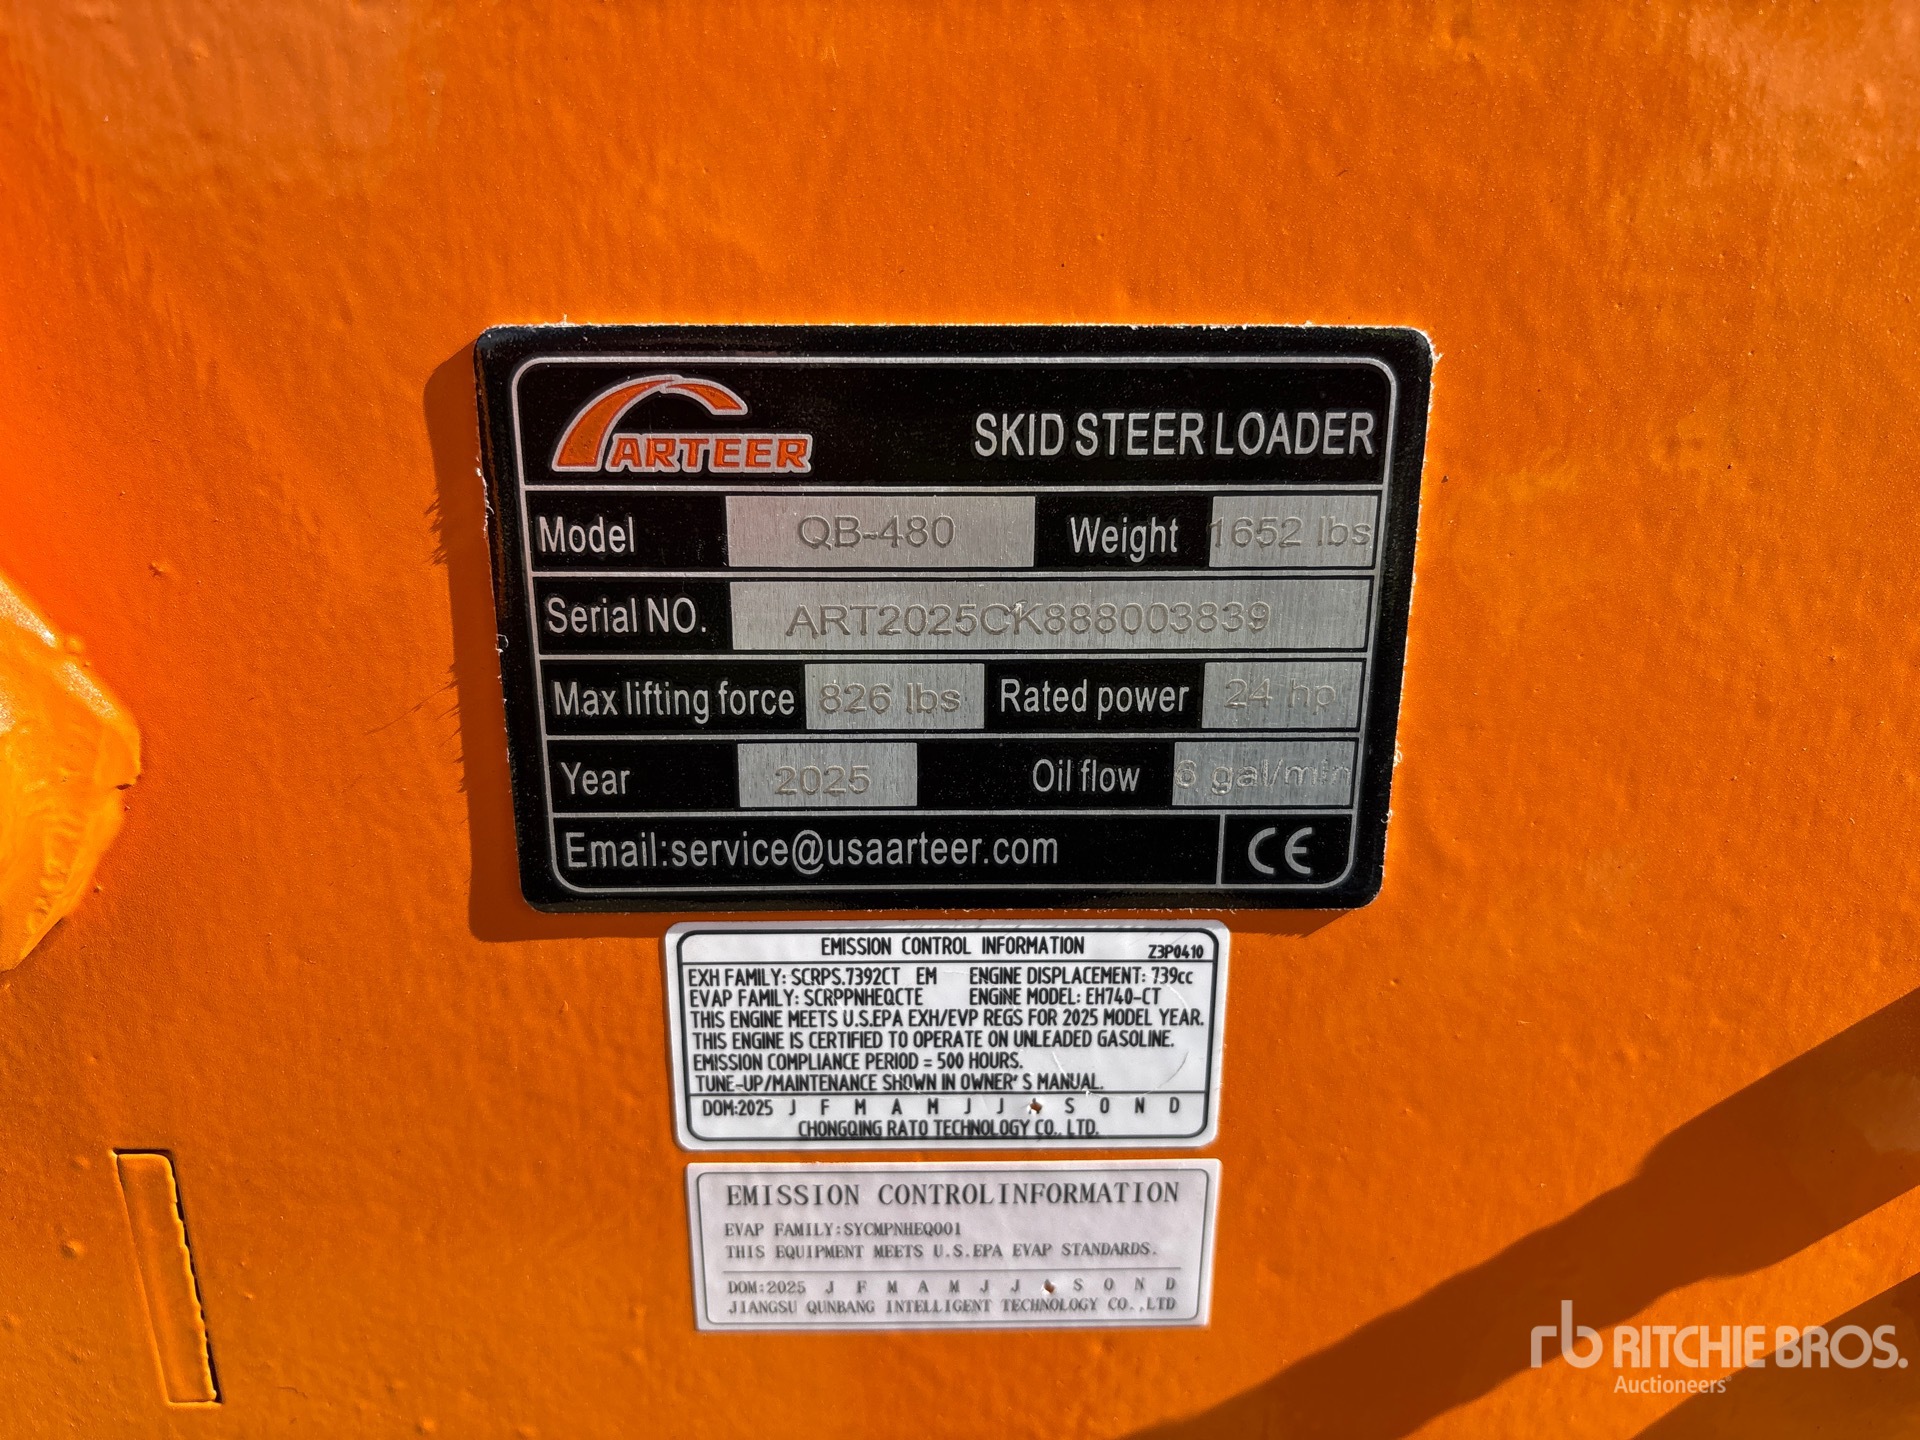 ARTEER
SKID STEER LOADER
Model QB-480 Weight 1652 lbs
Serial NO. ART2025CK888003839
Max lifting force 826 lbs Rated power 24 hp
Year 2025 Oil flow 6 gal/min
Email:service@usaarteer.com CE
EMISSION CONTROL INFORMATION Z3P0410
EXH FAMILY: SCRPS.7392CT EM ENGINE DISPLACEMENT: 739cc
EVAP FAMILY: SCRPPNHEQCTE ENGINE MODEL: EH740-CT
THIS ENGINE MEETS U.S.EPA EXH/EVP REGS FOR 2025 MODEL YEAR.
THIS ENGINE IS CERTIFIED TO OPERATE ON UNLEADED GASOLINE.
EMISSION COMPLIANCE PERIOD = 500 HOURS.
TUNE-UP/MAINTENANCE SHOWN IN OWNER'S MANUAL.
DOM:2025 J F M A M J J S O N D
CHONGQING RATO TECHNOLOGY CO., LTD.
EMISSION CONTROLINFORMATION
EVAP FAMILY:SYCMPNHEQ001
THIS EQUIPMENT MEETS U.S.EPA EVAP STANDARDS.
DOM:2025 J F M A M J J S O N D
JIANGSU QUNBANG INTELLIGENT TECHNOLOGY CO.,LTD
rb RITCHIE BROS.
Auctioneers